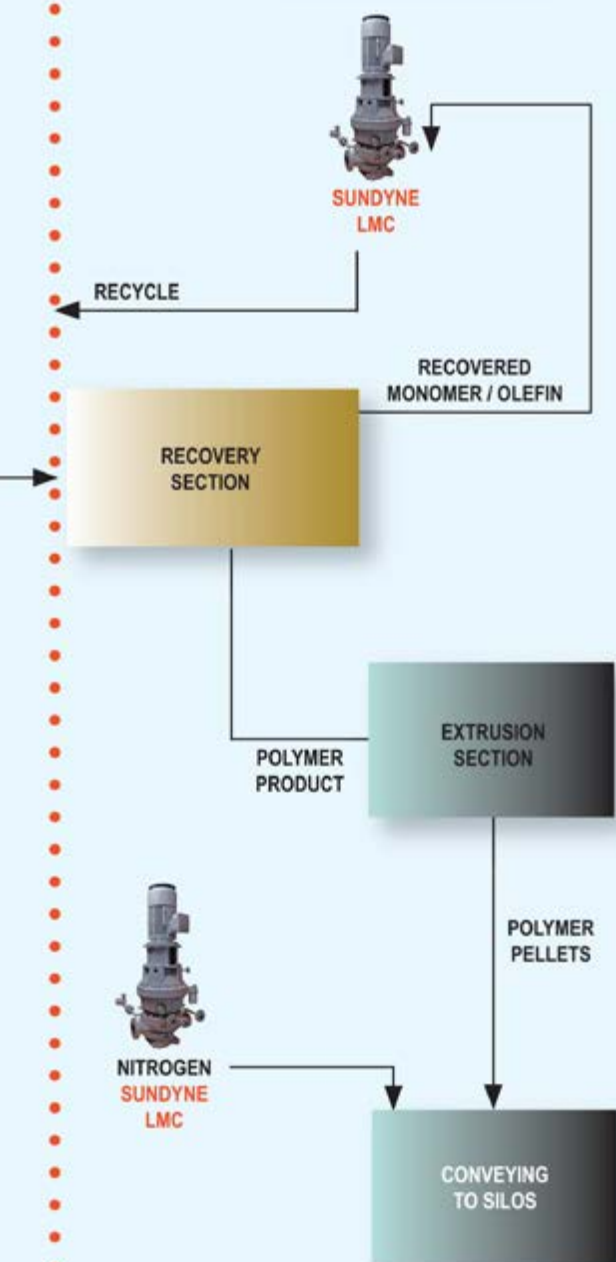 SUNDYNE
LMC
RECYCLE
RECOVERED
MONOMER / OLEFIN
RECOVERY
SECTION
EXTRUSION
SECTION
POLYMER
PRODUCT
POLYMER
PELLETS
NITROGEN
SUNDYNE
LMC
CONVEYING
TO SILOS